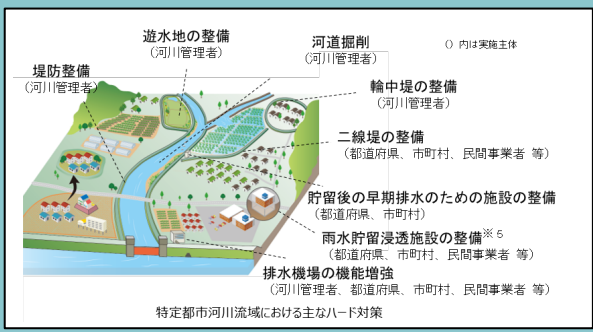 遊水地の整備
（河川管理者）
河道掘削
（河川管理者）
（）内は実施主体
堤防整備
（河川管理者）
輪中堤の整備
（河川管理者）
二線堤の整備
（都道府県、市町村、民間事業者 等）
貯留後の早期排水のための施設の整備
（都道府県、市町村）
雨水貯留浸透施設の整備※５
（都道府県、市町村、民間事業者 等）
排水機場の機能増強
（河川管理者、都道府県、市町村、民間事業者 等）
特定都市河川流域における主なハード対策